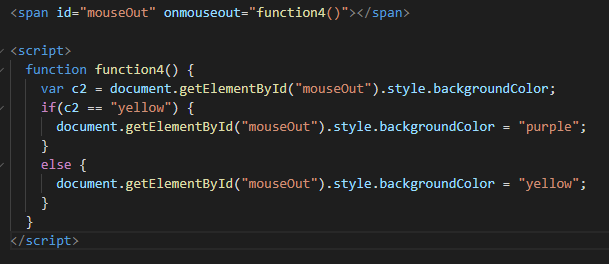 <span id="mouseOut" onmouseout="function4()"></span>
<script>
function function4() {
var c2 = document.getElementById("mouseOut").style.backgroundColor;
if(c2 == "yellow") {
document.getElementById("mouseOut").style.backgroundColor = "purple";
}
else {
document.getElementById("mouseOut").style.backgroundColor = "yellow";
}
}
</script>